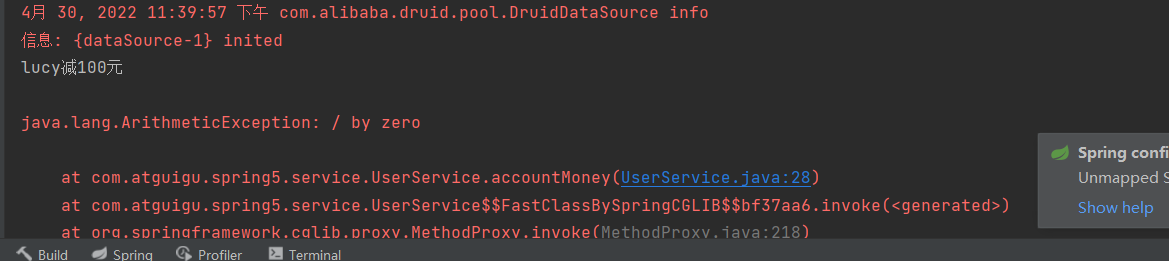 4月 30, 2022 11:39:57 下午 com.alibaba.druid.pool.DruidDataSource info
信息: {dataSource-1} inited
lucy减100元
java.lang.ArithmeticException: / by zero
at com.atguigu.spring5.service.UserService.accountMoney(UserService.java:28)
at com.atguigu.spring5.service.UserService$$FastClassBySpringCGLIB$$bf37aa6.invoke(<generated>)
at org.springframework.cglib.proxy.MethodProxy.invoke(MethodProxy.java:218)
Spring confi
Unmapped S
Show help
Build Spring Profiler Terminal